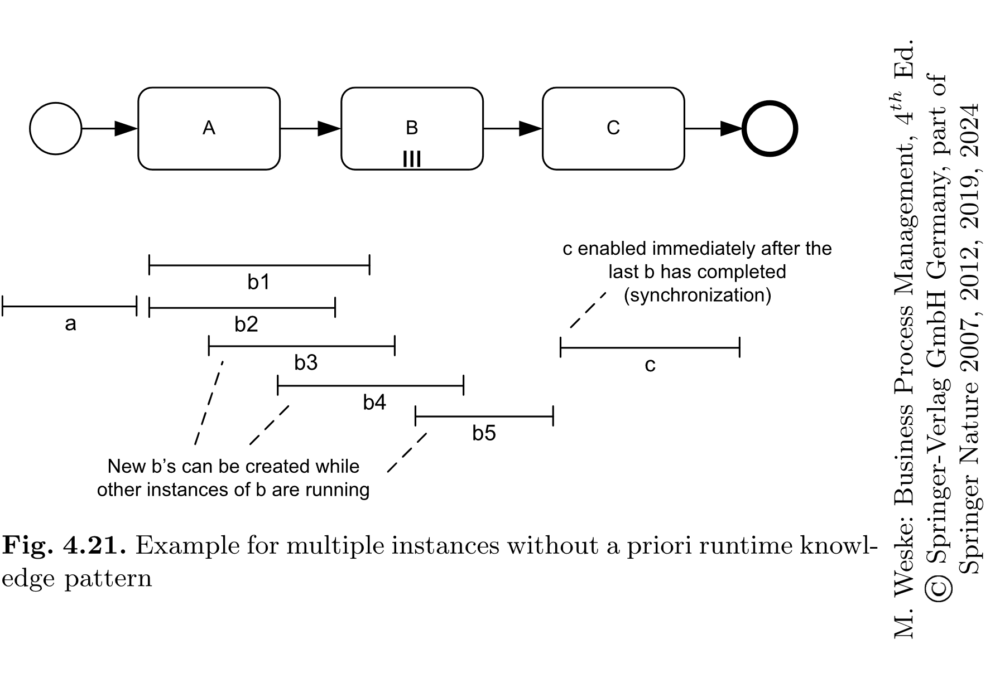 A
B
C
c enabled immediately after the
last b has completed
(synchronization)
b1
a
b2
b3
c
b4
b5
New b’s can be created while
other instances of b are running
Fig. 4.21. Example for multiple instances without a priori runtime knowl-
edge pattern
M. Weske: Business Process Management, 4th Ed.
© Springer-Verlag GmbH Germany, part of
Springer Nature 2007, 2012, 2019, 2024